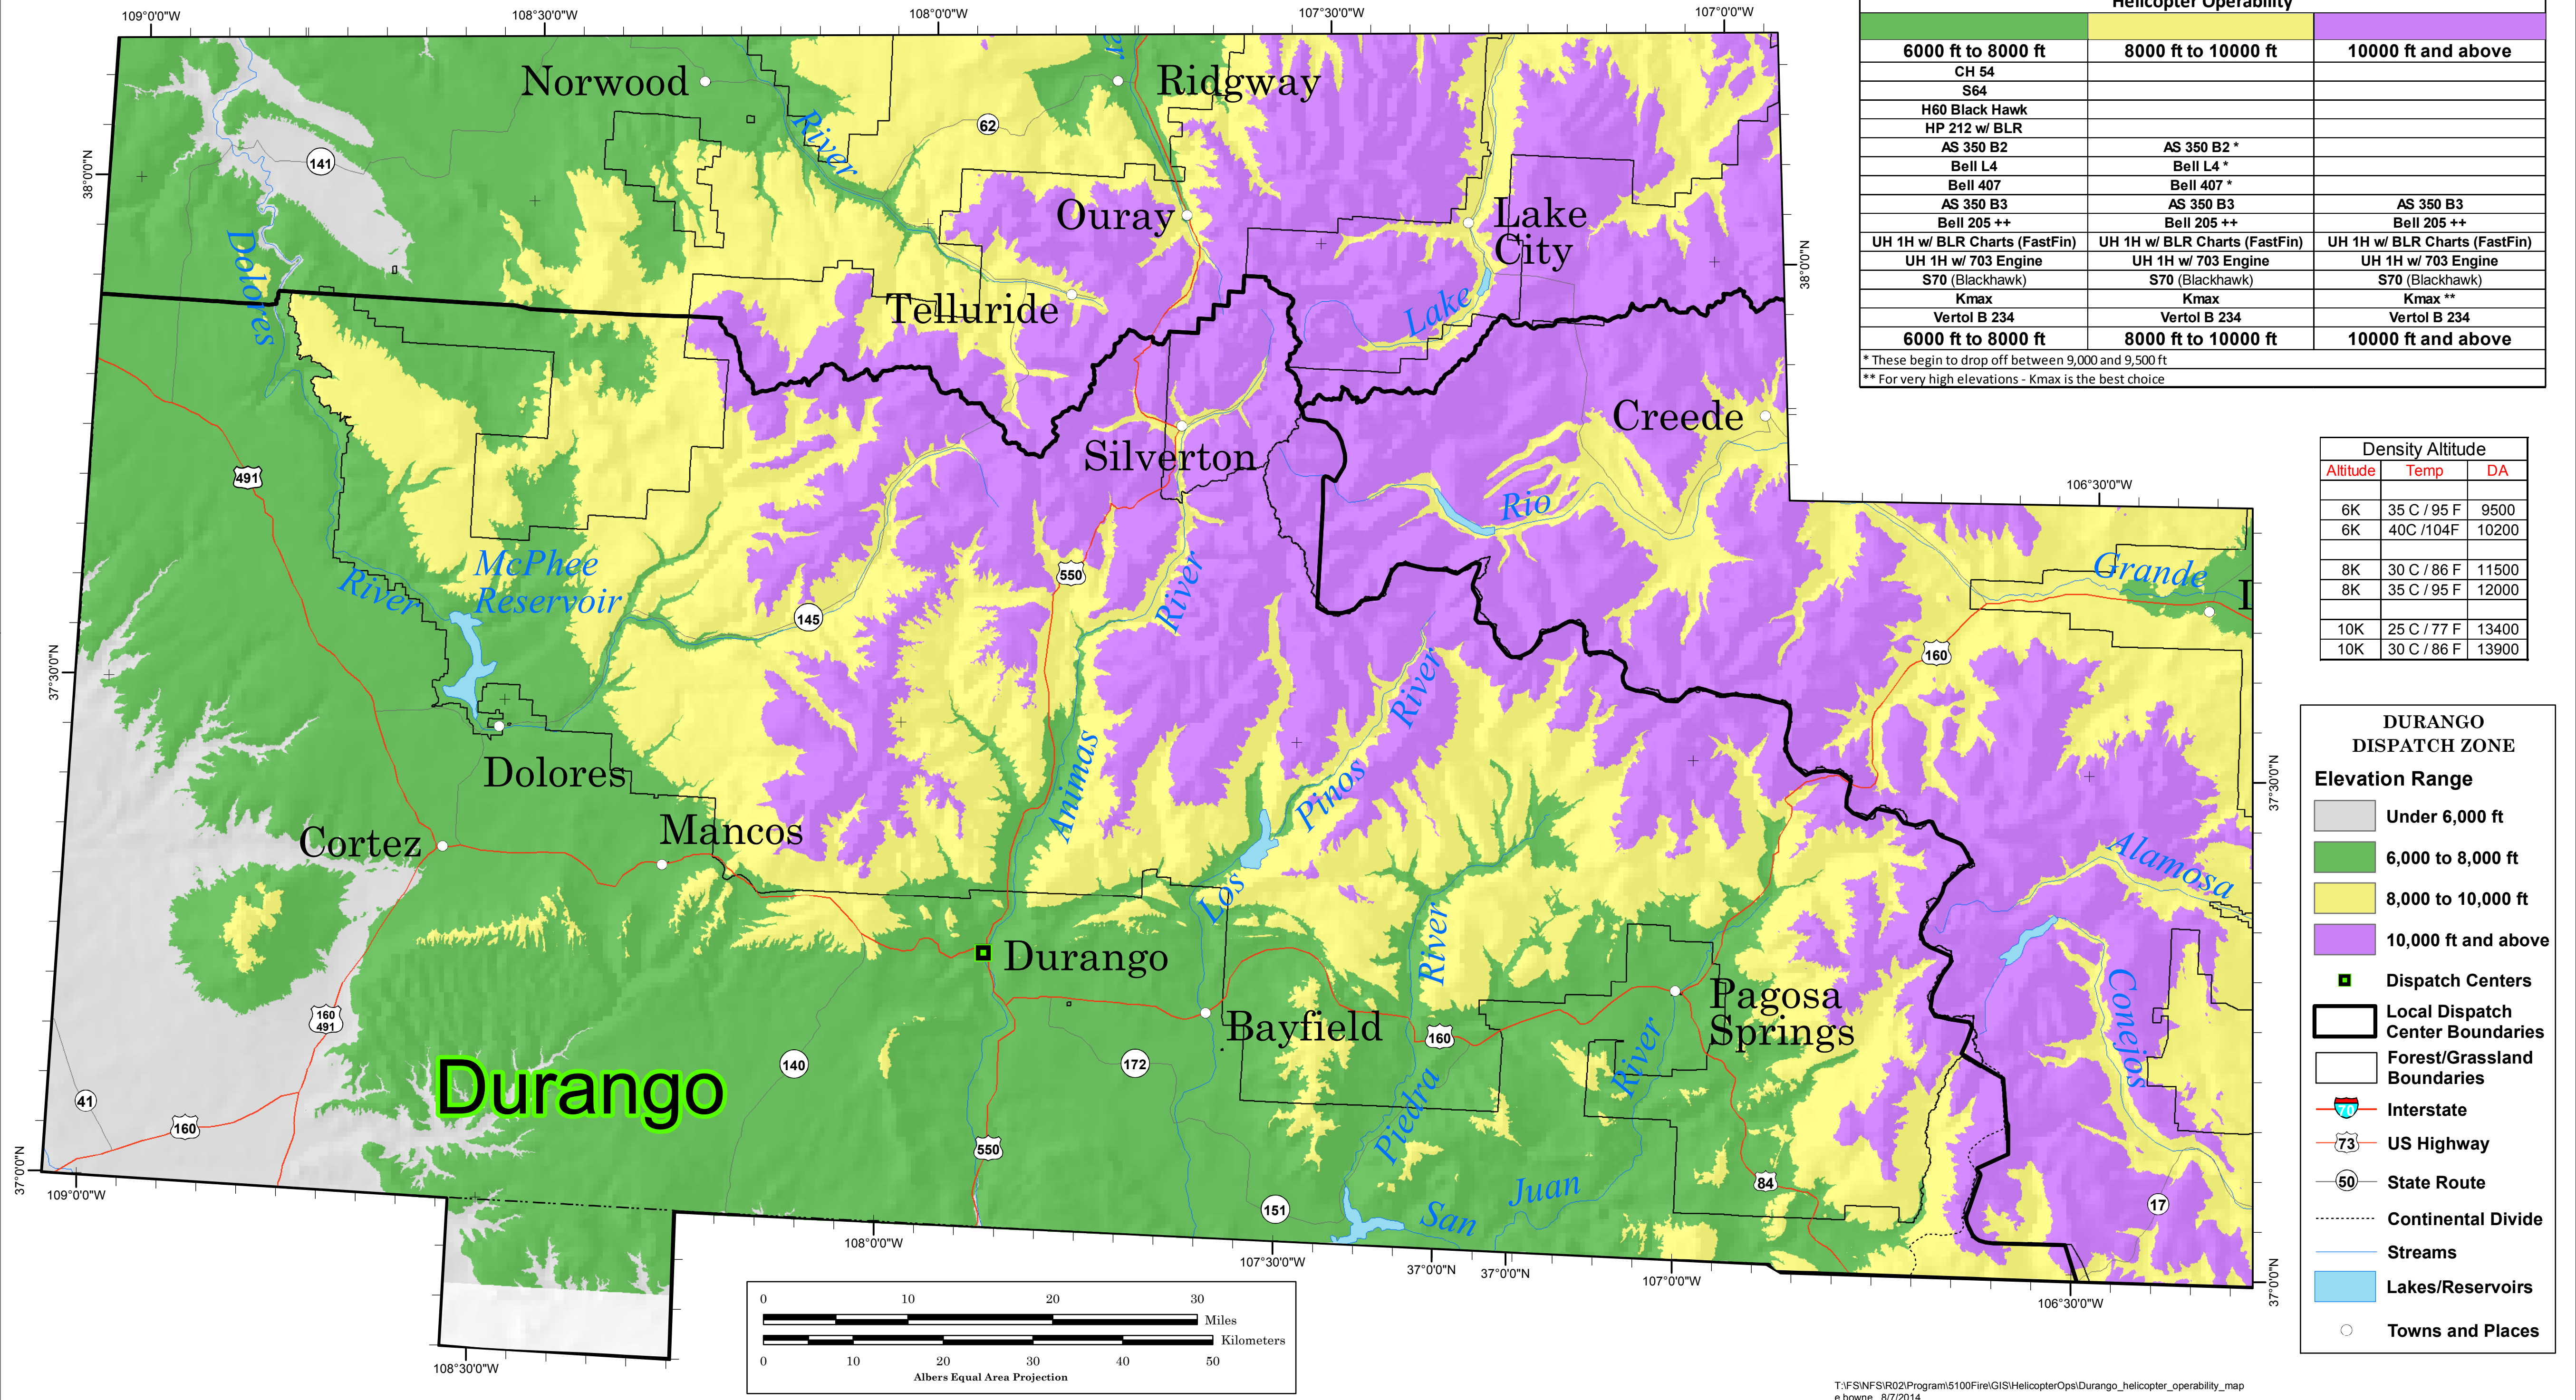 109°0'0"W
108°30'0"W
108°0'0"W
107°30'0"W
107°0'0"W
38°0'0"N
37°30'0"N
37°0'0"N
38°0'0"N
106°30'0"W
37°30'0"N
37°0'0"N
109°0'0"W
108°30'0"W
108°0'0"W
107°30'0"W
37°0'0"N
37°0'0"N
107°0'0"W
106°30'0"W
Norwood
Ridgway
62
River
141
Ouray
Lake
City
Dolores
Telluride
Lake
Creede
Silverton
491
Rio
McPhee
Reservoir
River
550
River
Grande
145
160
River
Dolores
Animas
Pinos
Mancos
Cortez
Alamosa
Los
River
Durango
Conejos
Pagosa
Springs
160
491
Bayfield
160
River
Durango
140
172
41
160
550
Piedra
84
Juan
San
151
17
0 10 20 30
Miles
Kilometers
0 10 20 30 40 50
Albers Equal Area Projection
Helicopter Operability
6000 ft to 8000 ft 8000 ft to 10000 ft 10000 ft and above
CH 54
S64
H60 Black Hawk
HP 212 w/ BLR
AS 350 B2 AS 350 B2 *
Bell L4 Bell L4 *
Bell 407 Bell 407 *
AS 350 B3 AS 350 B3 AS 350 B3
Bell 205 ++ Bell 205 ++ Bell 205 ++
UH 1H w/ BLR Charts (FastFin) UH 1H w/ BLR Charts (FastFin) UH 1H w/ BLR Charts (FastFin)
UH 1H w/ 703 Engine UH 1H w/ 703 Engine UH 1H w/ 703 Engine
S70 (Blackhawk) S70 (Blackhawk) S70 (Blackhawk)
Kmax Kmax Kmax **
Vertol B 234 Vertol B 234 Vertol B 234
6000 ft to 8000 ft 8000 ft to 10000 ft 10000 ft and above
* These begin to drop off between 9,000 and 9,500 ft
** For very high elevations - Kmax is the best choice
Density Altitude
Altitude Temp DA
6K 35 C / 95 F 9500
6K 40C /104F 10200
8K 30 C / 86 F 11500
8K 35 C / 95 F 12000
10K 25 C / 77 F 13400
10K 30 C / 86 F 13900
DURANGO
DISPATCH ZONE
Elevation Range
Under 6,000 ft
6,000 to 8,000 ft
8,000 to 10,000 ft
10,000 ft and above
Dispatch Centers
Local Dispatch
Center Boundaries
Forest/Grassland
Boundaries
70 Interstate
73 US Highway
50 State Route
Continental Divide
Streams
Lakes/Reservoirs
Towns and Places
T:\FS\NFS\R02\Program\5100Fire\GIS\HelicopterOps\Durango_helicopter_operability_map
e bowne 8/7/2014